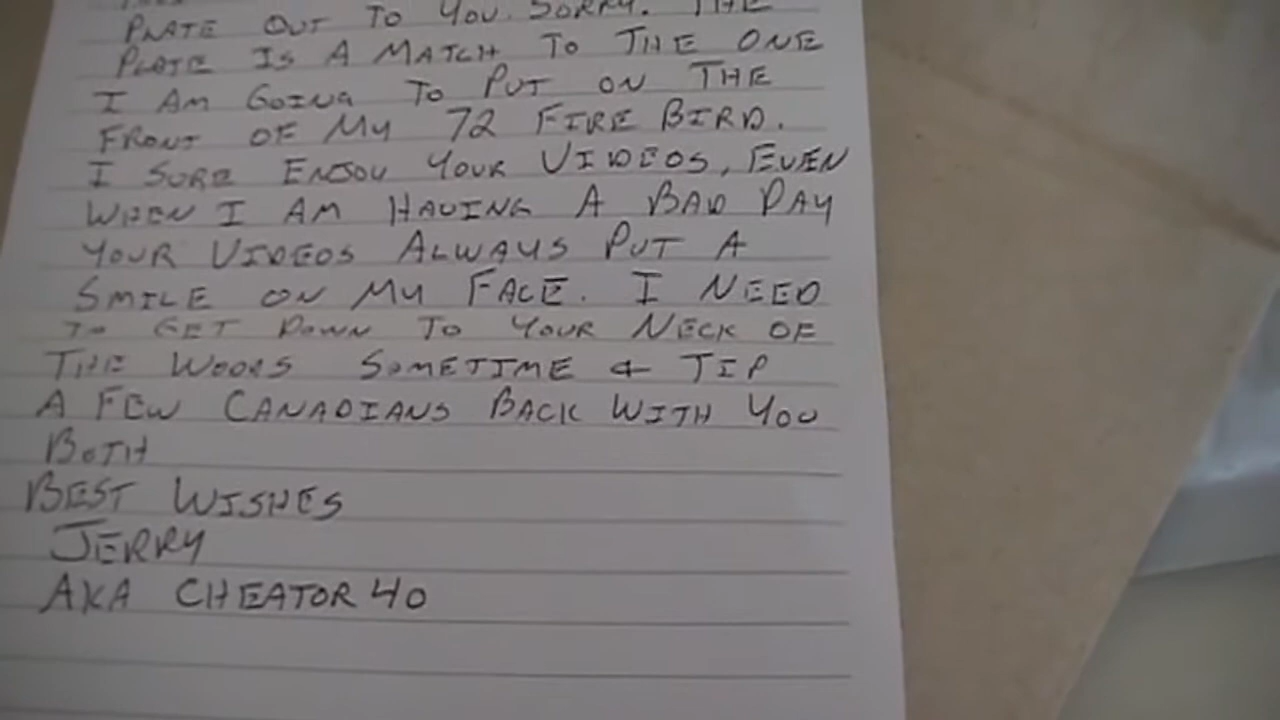 PLATE OUT TO YOU. SORRY. THE
PLATE IS A MATCH TO THE ONE
I AM GOING TO PUT ON THE
FRONT OF MY 72 FIRE BIRD.
I SURE ENJOY YOUR VIDEOS, EVEN
WHEN I AM HAVING A BAD DAY
YOUR VIDEOS ALWAYS PUT A
SMILE ON MY FACE. I NEED
TO GET DOWN TO YOUR NECK OF
THE WOODS SOMETIME & TIP
A FEW CANADIANS BACK WITH YOU
BOTH
BEST WISHES
JERRY
AKA CHEATOR 40